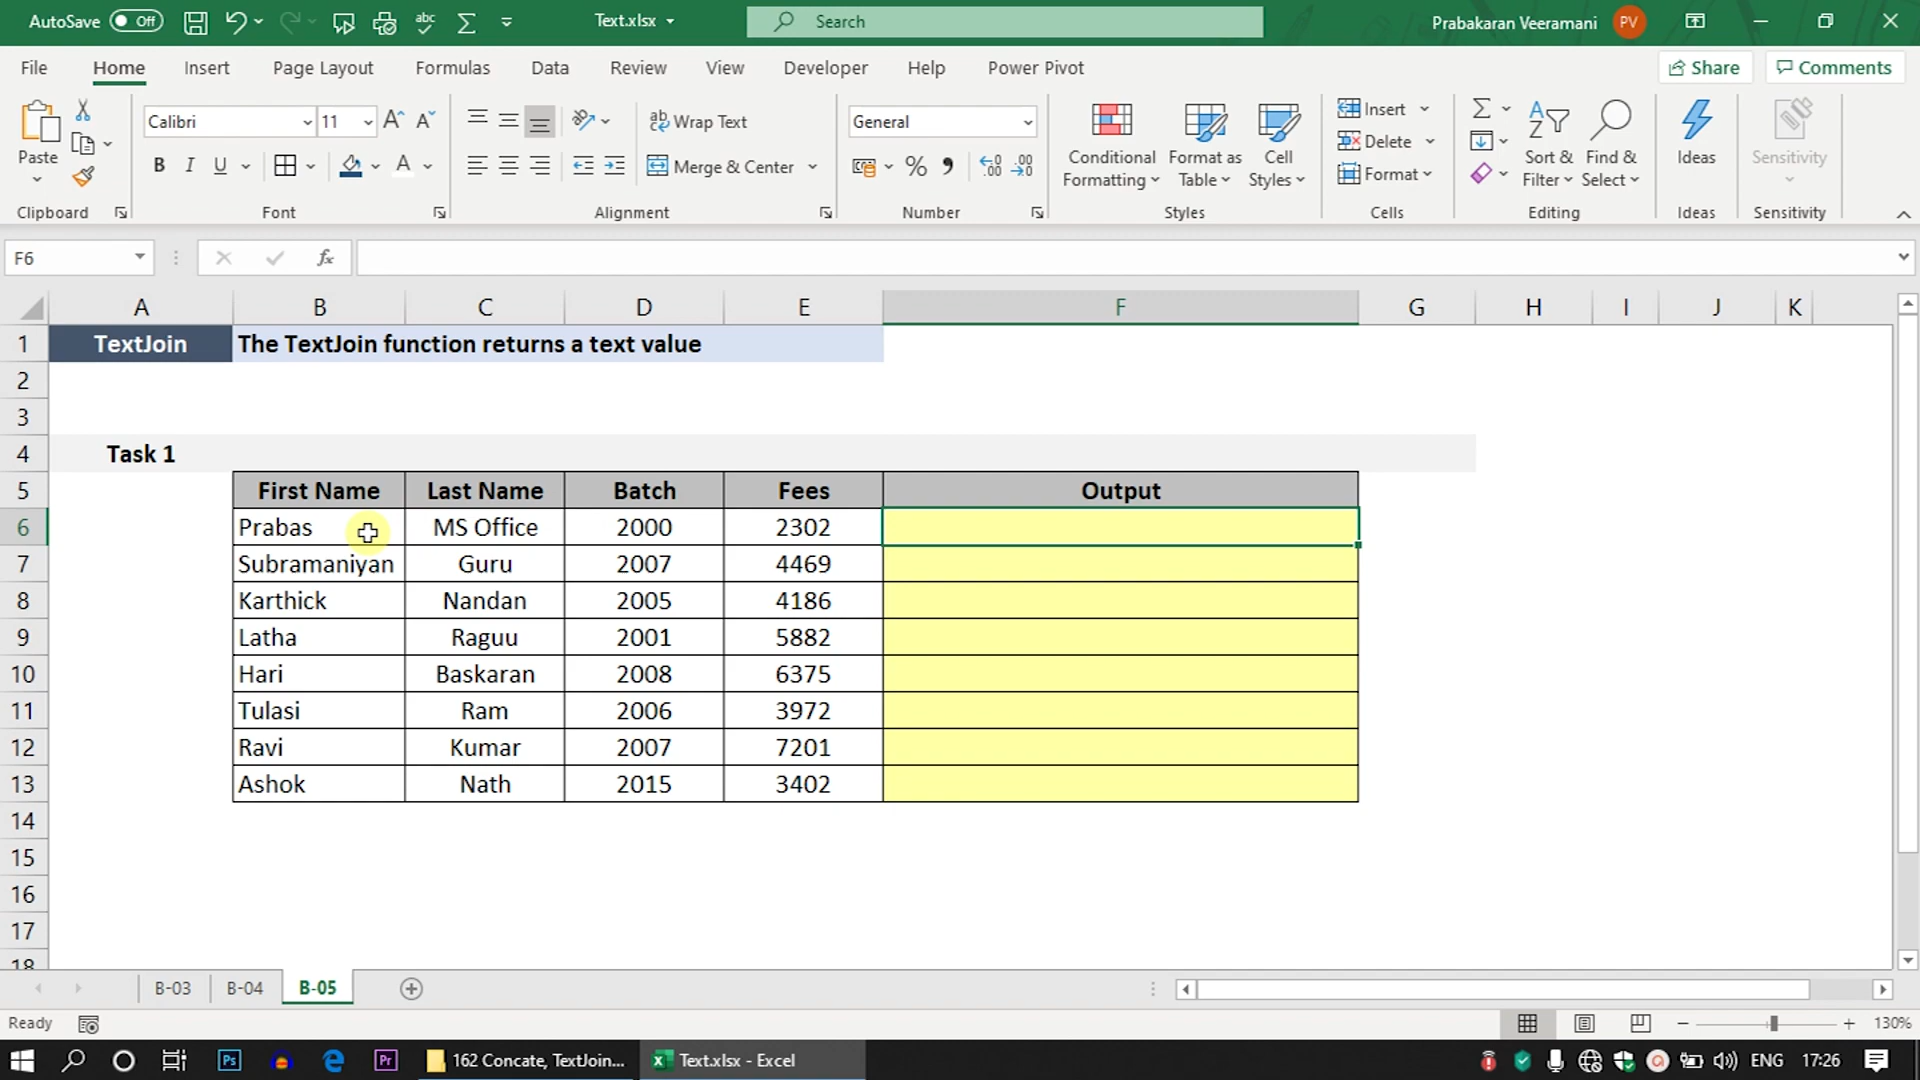 AutoSave Off Text.xlsx Search Prabakaran Veeramani PV
File Home Insert Page Layout Formulas Data Review View Developer Help Power Pivot Share Comments
Paste Calibri 11 Wrap Text General Conditional Formatting Format as Table Cell Styles Insert Sort & Filter Find & Select Ideas Sensitivity
B I U A Merge & Center % Delete
Format
Clipboard Font Alignment Number Styles Cells Editing Ideas Sensitivity
F6 fx
A B C D E F G H I J K
1 TextJoin The TextJoin function returns a text value
2
3
4 Task 1
5 First Name Last Name Batch Fees Output
6 Prabas MS Office 2000 2302
7 Subramaniyan Guru 2007 4469
8 Karthick Nandan 2005 4186
9 Latha Raguu 2001 5882
10 Hari Baskaran 2008 6375
11 Tulasi Ram 2006 3972
12 Ravi Kumar 2007 7201
13 Ashok Nath 2015 3402
14
15
16
17
18
B-03 B-04 B-05
Ready 130%
Ps Pr 162 Concate, TextJoin... Text.xlsx - Excel ENG 17:26